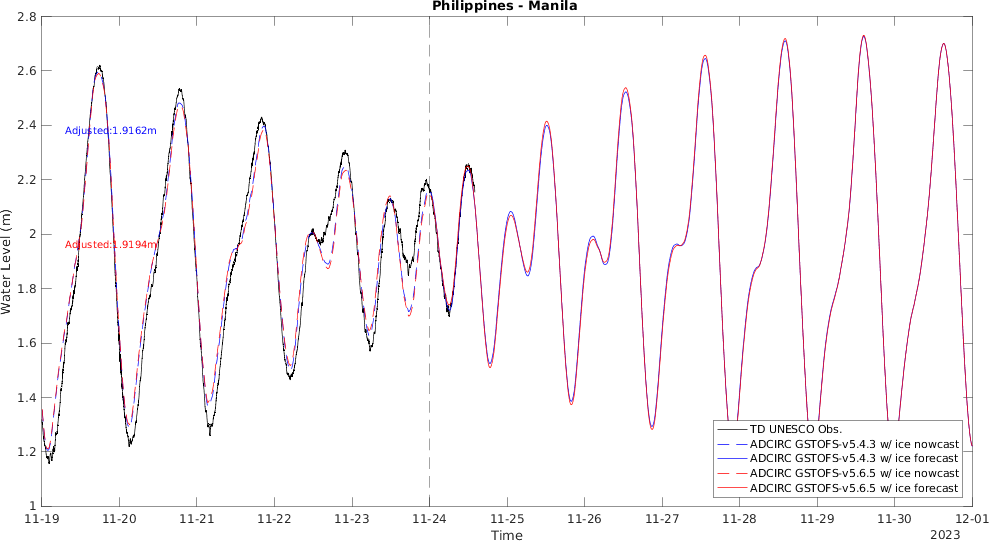 Philippines - Manila
2.8
2.6
2.4
2.2
2
1.8
1.6
1.4
1.2
1
Water Level (m)
Adjusted:1.9162m
Adjusted:1.9194m
TD UNESCO Obs.
ADCIRC GSTOFS-v5.4.3 w/ ice nowcast
ADCIRC GSTOFS-v5.4.3 w/ ice forecast
ADCIRC GSTOFS-v5.6.5 w/ ice nowcast
ADCIRC GSTOFS-v5.6.5 w/ ice forecast
11-19 11-20 11-21 11-22 11-23 11-24 11-25 11-26 11-27 11-28 11-29 11-30 12-01
Time
2023